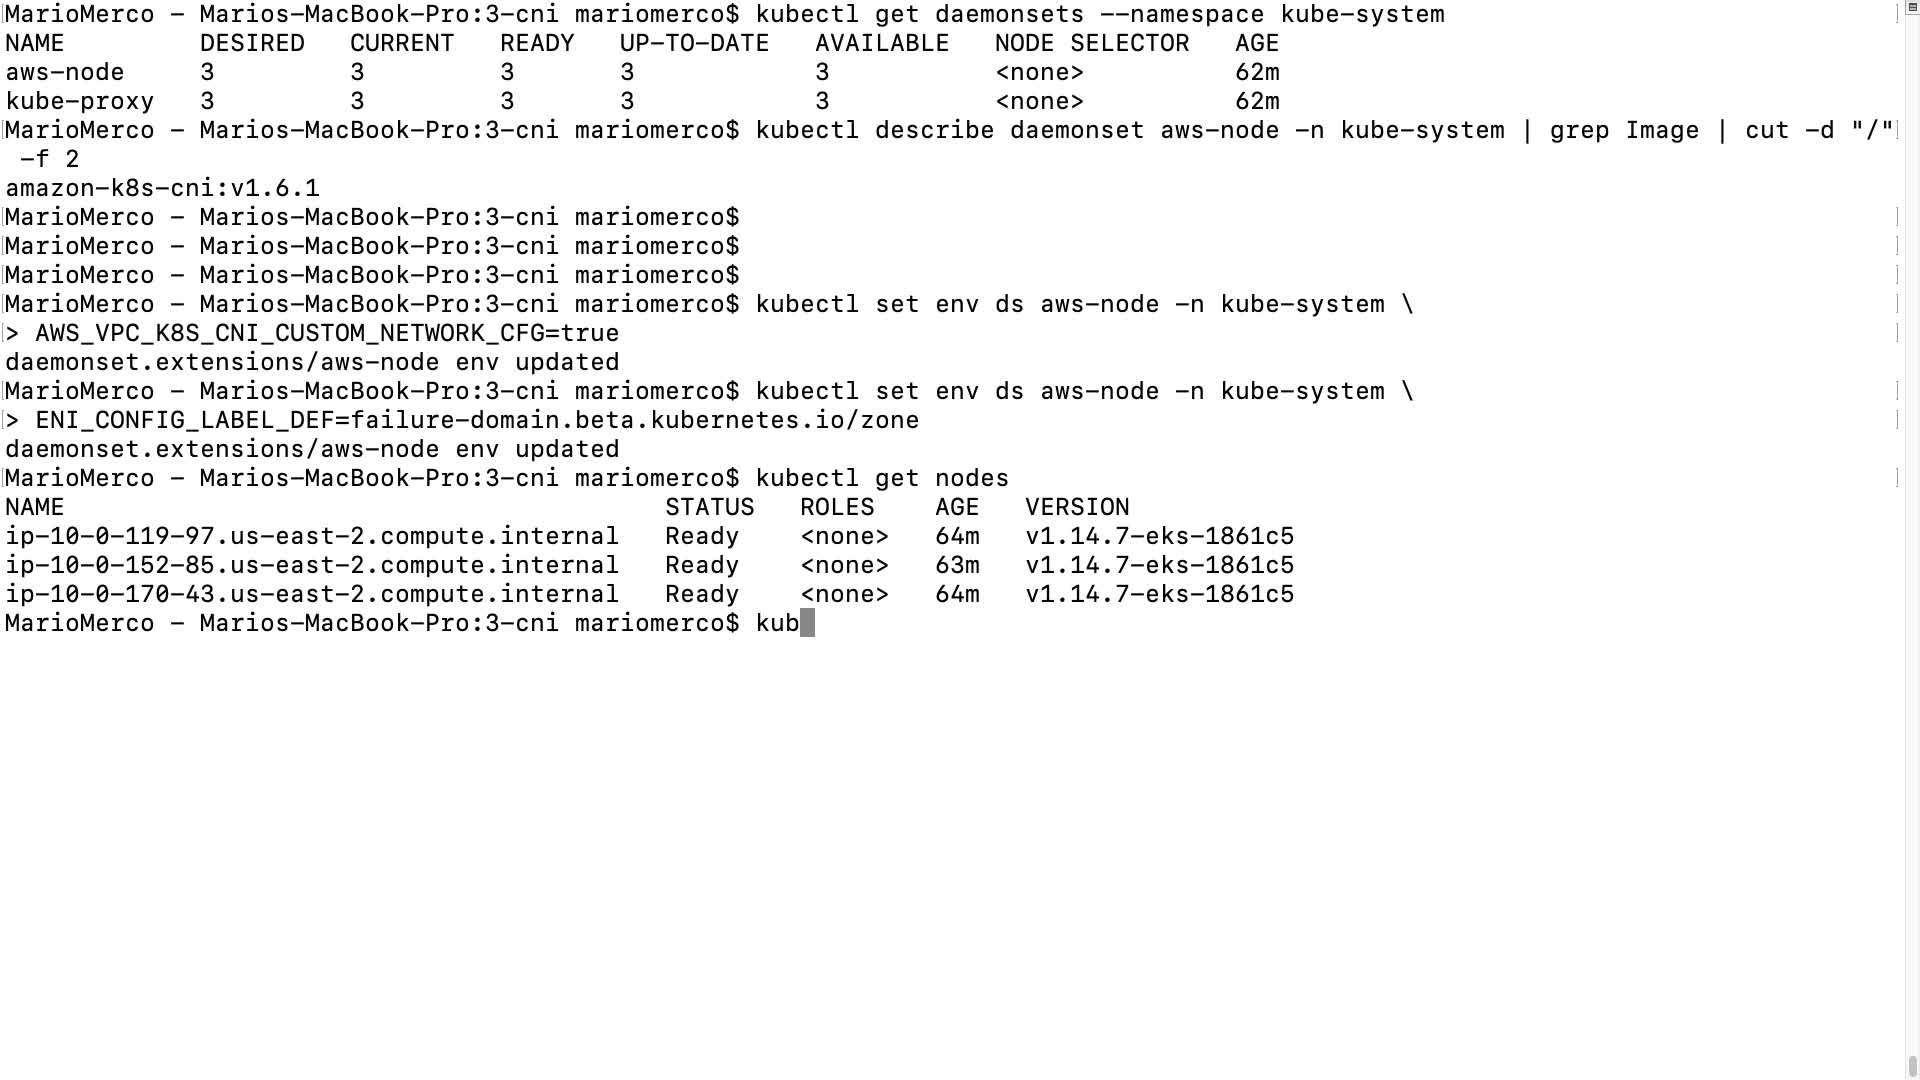 MarioMerco - Marios-MacBook-Pro:3-cni mariomerco$ kubectl get daemonsets --namespace kube-system
NAME         DESIRED   CURRENT   READY   UP-TO-DATE   AVAILABLE   NODE SELECTOR   AGE
aws-node     3         3         3       3            3           <none>          62m
kube-proxy   3         3         3       3            3           <none>          62m
MarioMerco - Marios-MacBook-Pro:3-cni mariomerco$ kubectl describe daemonset aws-node -n kube-system | grep Image | cut -d "/"
 -f 2
amazon-k8s-cni:v1.6.1
MarioMerco - Marios-MacBook-Pro:3-cni mariomerco$
MarioMerco - Marios-MacBook-Pro:3-cni mariomerco$
MarioMerco - Marios-MacBook-Pro:3-cni mariomerco$
MarioMerco - Marios-MacBook-Pro:3-cni mariomerco$ kubectl set env ds aws-node -n kube-system \
> AWS_VPC_K8S_CNI_CUSTOM_NETWORK_CFG=true
daemonset.extensions/aws-node env updated
MarioMerco - Marios-MacBook-Pro:3-cni mariomerco$ kubectl set env ds aws-node -n kube-system \
> ENI_CONFIG_LABEL_DEF=failure-domain.beta.kubernetes.io/zone
daemonset.extensions/aws-node env updated
MarioMerco - Marios-MacBook-Pro:3-cni mariomerco$ kubectl get nodes
NAME                                        STATUS   ROLES    AGE   VERSION
ip-10-0-119-97.us-east-2.compute.internal   Ready    <none>   64m   v1.14.7-eks-1861c5
ip-10-0-152-85.us-east-2.compute.internal   Ready    <none>   63m   v1.14.7-eks-1861c5
ip-10-0-170-43.us-east-2.compute.internal   Ready    <none>   64m   v1.14.7-eks-1861c5
MarioMerco - Marios-MacBook-Pro:3-cni mariomerco$ kub